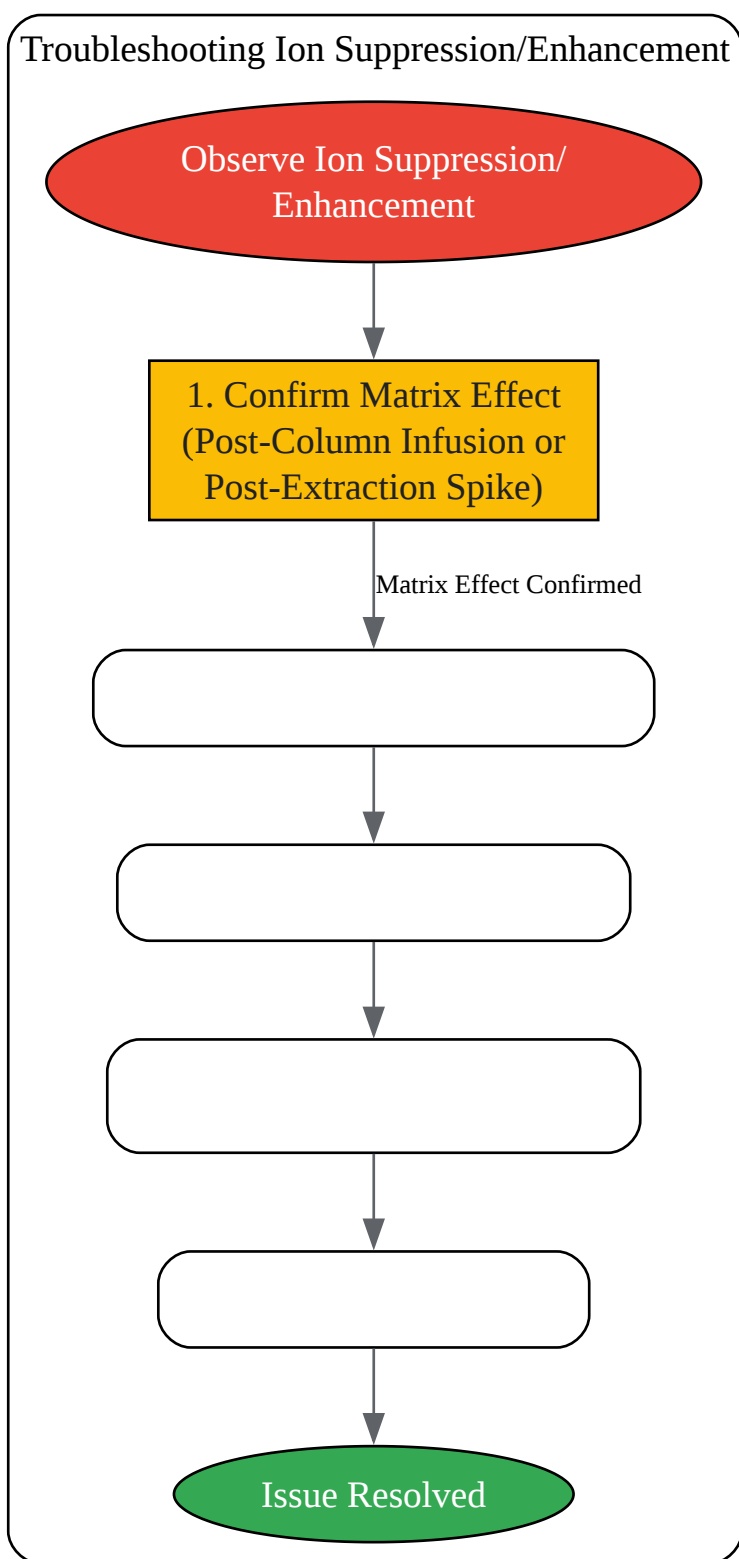 Troubleshooting Ion Suppression/Enhancement
Observe Ion Suppression/
Enhancement
1. Confirm Matrix Effect
(Post-Column Infusion or
Post-Extraction Spike)
Matrix Effect Confirmed
Issue Resolved